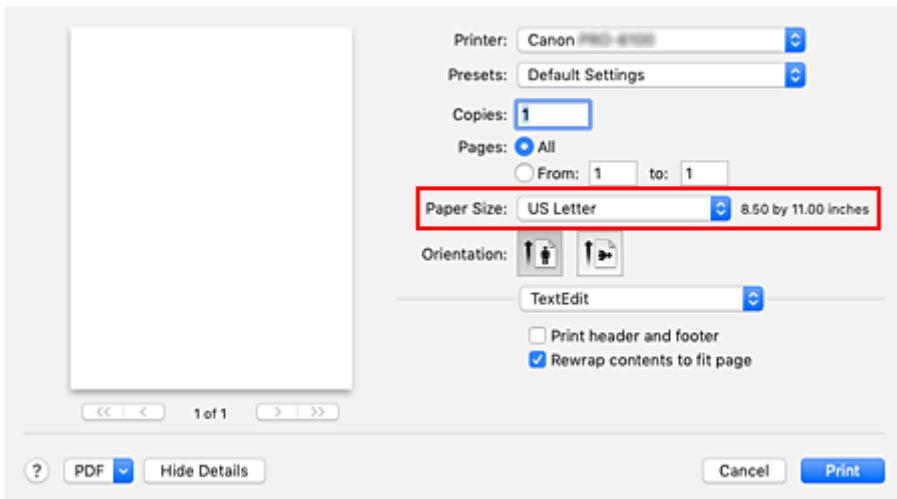 Printer: Canon
Presets: Default Settings
Copies: 1
Pages: All
From: 1 to: 1
Paper Size: US Letter 8.50 by 11.00 inches
Orientation:
TextEdit
Print header and footer
Rewrap contents to fit page
<< < 1 of 1 > >>
? PDF Hide Details Cancel Print